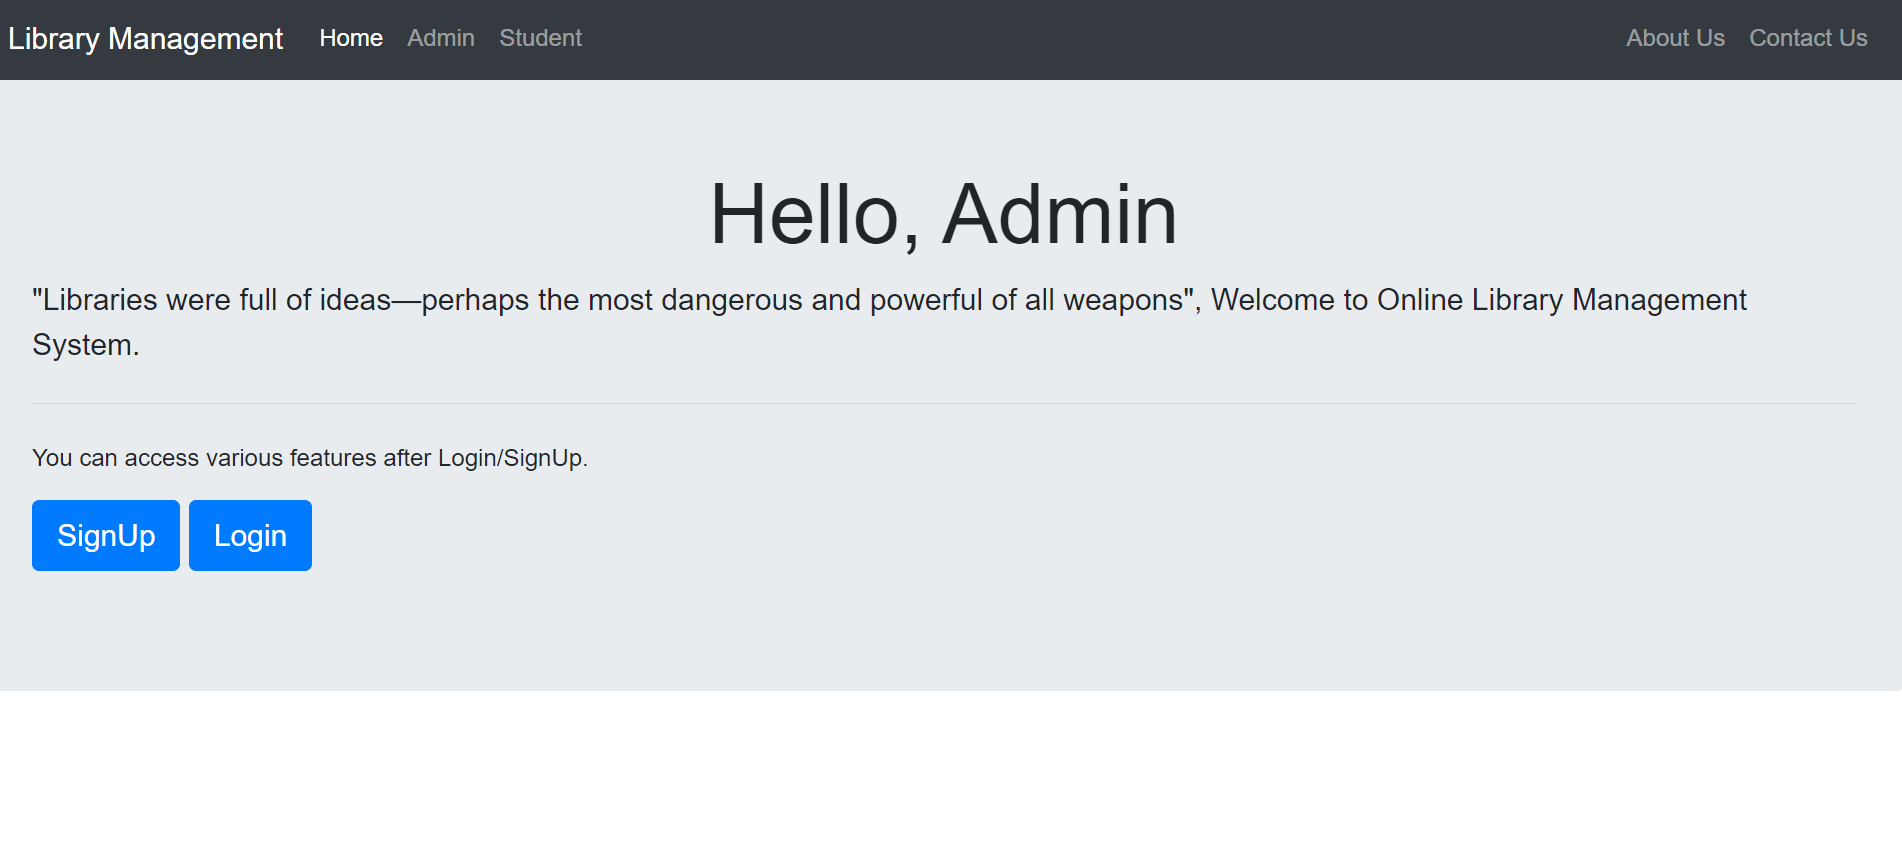 Library Management Home Admin Student About Us Contact Us
Hello, Admin
"Libraries were full of ideas—perhaps the most dangerous and powerful of all weapons", Welcome to Online Library Management
System.
You can access various features after Login/SignUp.
SignUp Login